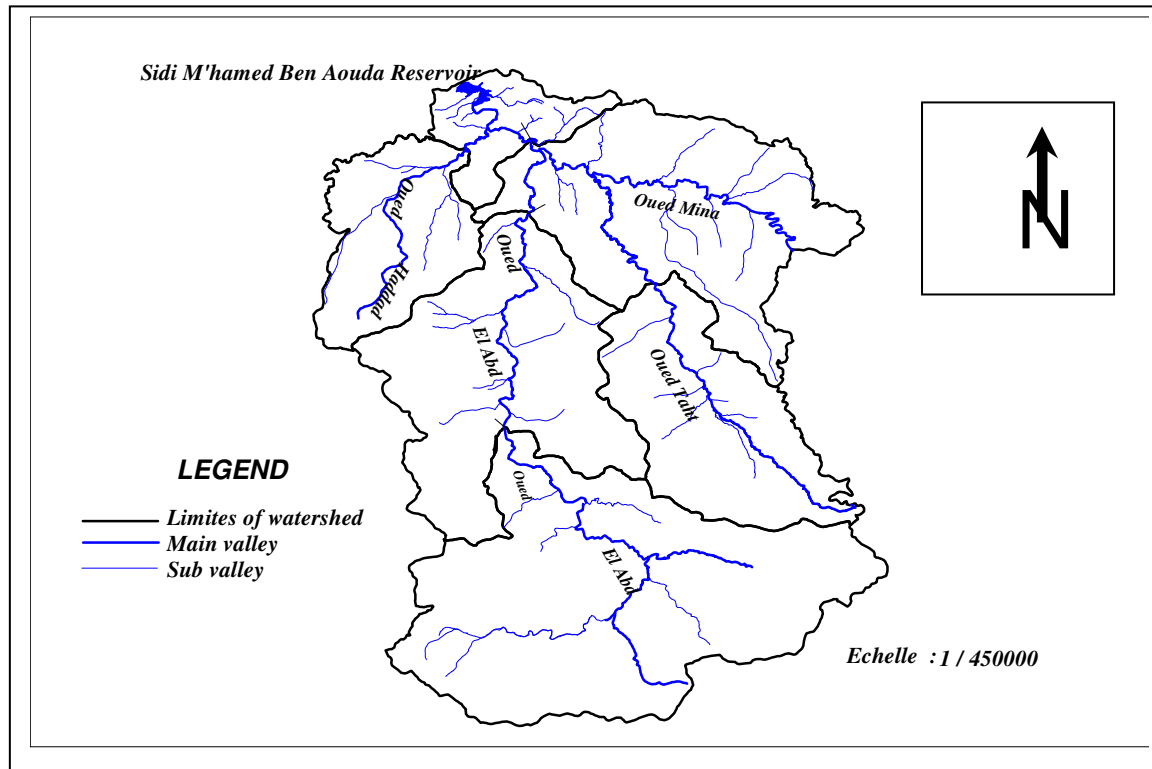 Sidi M'hamed Ben Aouda Reservoir
N
Oued
Haddad
Oued Mina
Oued
El Abd
Oued Taht
Oued
El Abd
LEGEND
Limites of watershed
Main valley
Sub valley
Echelle : 1 / 450000